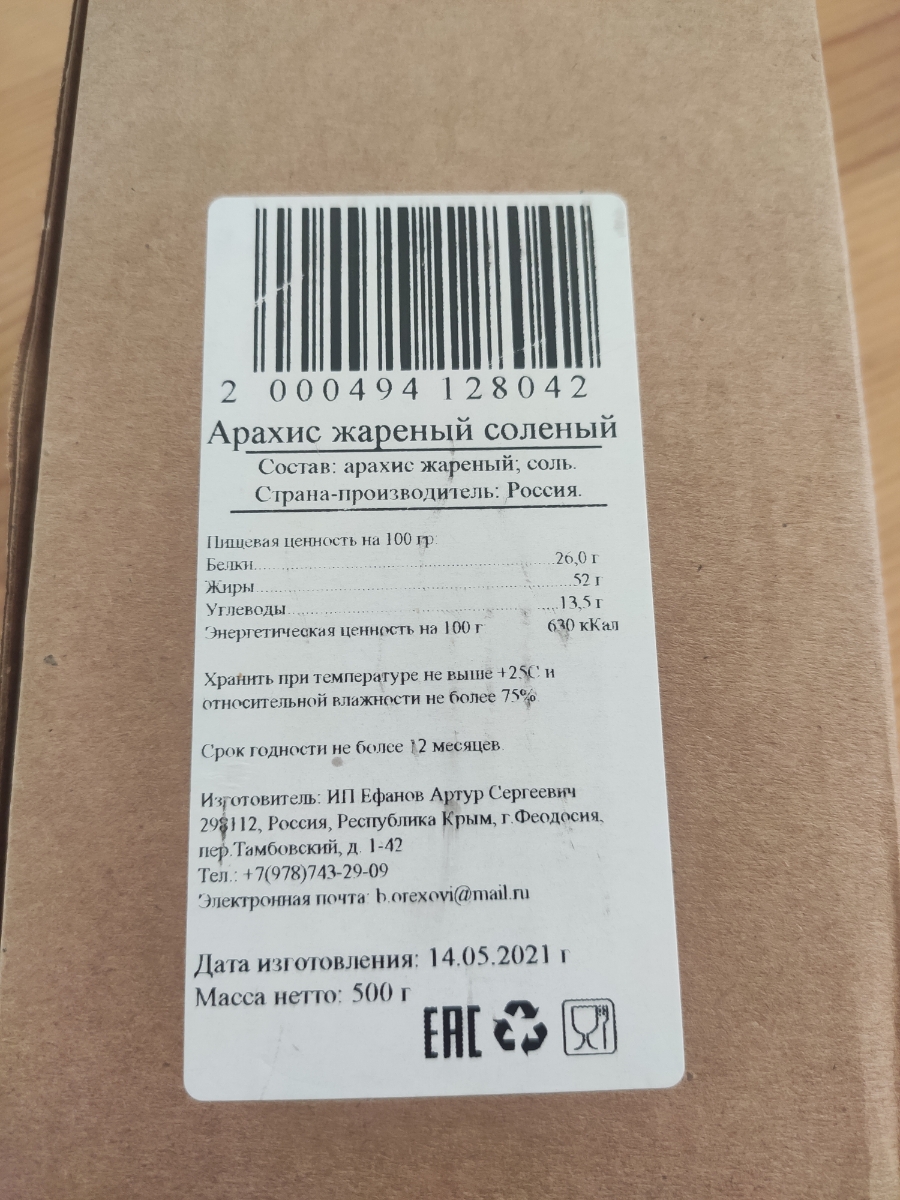 2 000494 128042
Арахис жареный соленый
Состав: арахис жареный; соль.
Страна-производитель: Россия.
Пищевая ценность на 100 гр:
Белки....................................................26,0 г
Жиры........................................................52 г
Углеводы................................................13,5 г
Энергетическая ценность на 100 г 630 кКал
Хранить при температуре не выше +25С и
относительной влажности не более 75%
Срок годности не более 12 месяцев.
Изготовитель: ИП Ефанов Артур Сергеевич
298112, Россия, Республика Крым, г.Феодосия,
пер.Тамбовский, д. 1-42
Тел.: +7(978)743-29-09
Электронная почта: b.orexovi@mail.ru
Дата изготовления: 14.05.2021 г
Масса нетто: 500 г
EAC